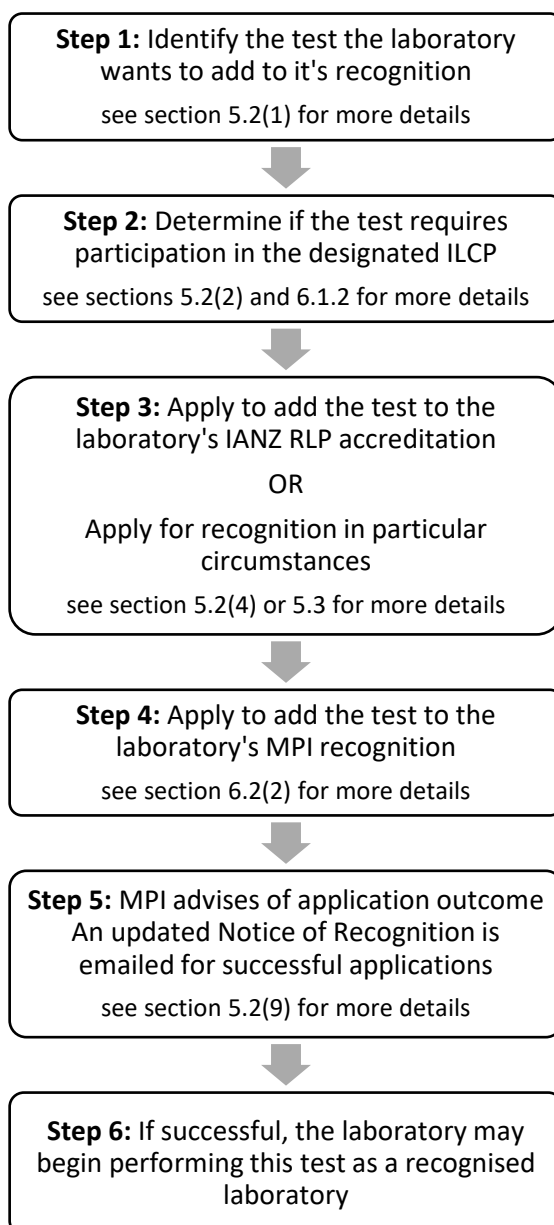 Step 1: Identify the test the laboratory
wants to add to it's recognition
see section 5.2(1) for more details
Step 2: Determine if the test requires
participation in the designated ILCP
see sections 5.2(2) and 6.1.2 for more details
Step 3: Apply to add the test to the
laboratory's IANZ RLP accreditation
OR
Apply for recognition in particular
circumstances
see section 5.2(4) or 5.3 for more details
Step 4: Apply to add the test to the
laboratory's MPI recognition
see section 6.2(2) for more details
Step 5: MPI advises of application outcome
An updated Notice of Recognition is
emailed for successful applications
see section 5.2(9) for more details
Step 6: If successful, the laboratory may
begin performing this test as a recognised
laboratory